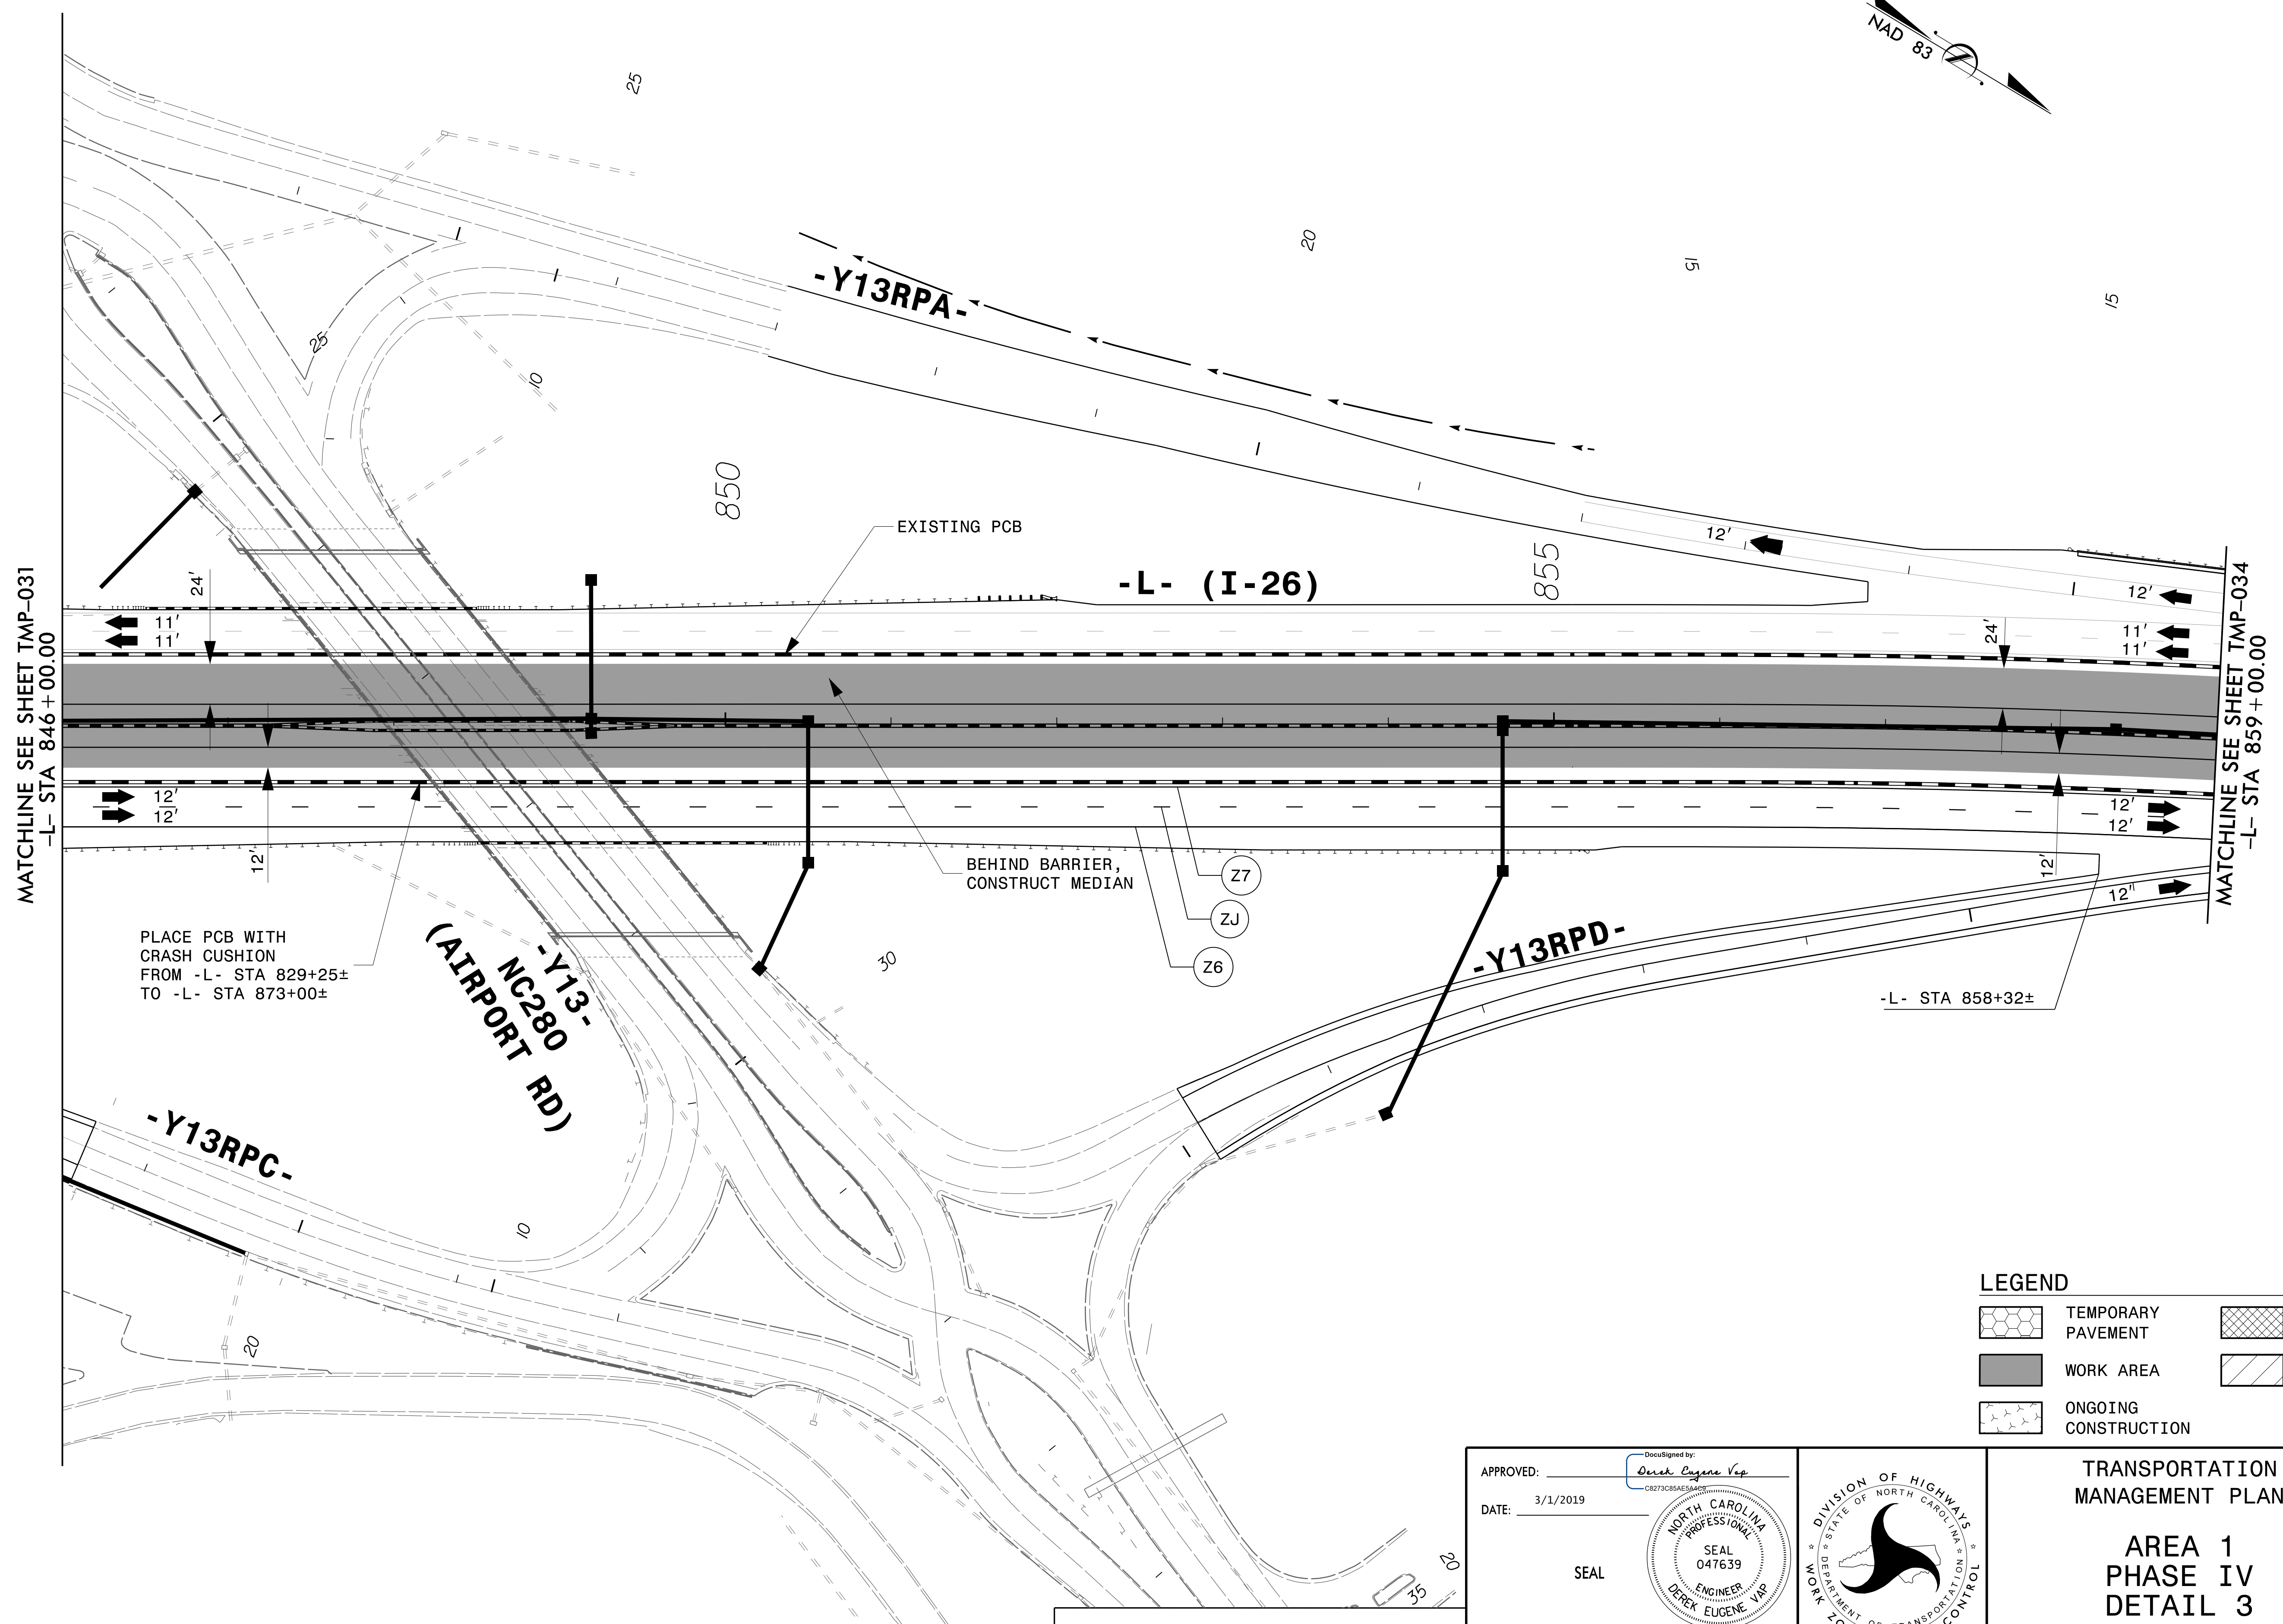 NAD 83
25
20
15
15
-Y13RPA-
25
10
850
855
EXISTING PCB
-L- (I-26)
12'
12'
24'
24'
11'
11'
11'
11'
MATCHLINE SEE SHEET TMP-031
-L- STA 846+00.00
MATCHLINE SEE SHEET TMP-034
-L- STA 859+00.00
12'
12'
12'
12'
12'
12'
12"
BEHIND BARRIER,
CONSTRUCT MEDIAN
Z7
ZJ
Z6
PLACE PCB WITH
CRASH CUSHION
FROM -L- STA 829+25±
TO -L- STA 873+00±
-Y13-
NC280
(AIRPORT RD)
30
-Y13RPD-
-L- STA 858+32±
-Y13RPC-
10
20
20
35
LEGEND
TEMPORARY
PAVEMENT
WORK AREA
ONGOING
CONSTRUCTION
APPROVED:
DocuSigned by:
Derek Eugene Vap
C8273C85AE5A4C9...
DATE: 3/1/2019
SEAL
NORTH CAROLINA
PROFESSIONAL
SEAL
047639
ENGINEER
DEREK EUGENE VAP
DIVISION OF HIGHWAYS
STATE OF NORTH CAROLINA
DEPARTMENT OF TRANSPORTATION
WORK
CONTROL
TRANSPORTATION
MANAGEMENT PLAN
AREA 1
PHASE IV
DETAIL 3